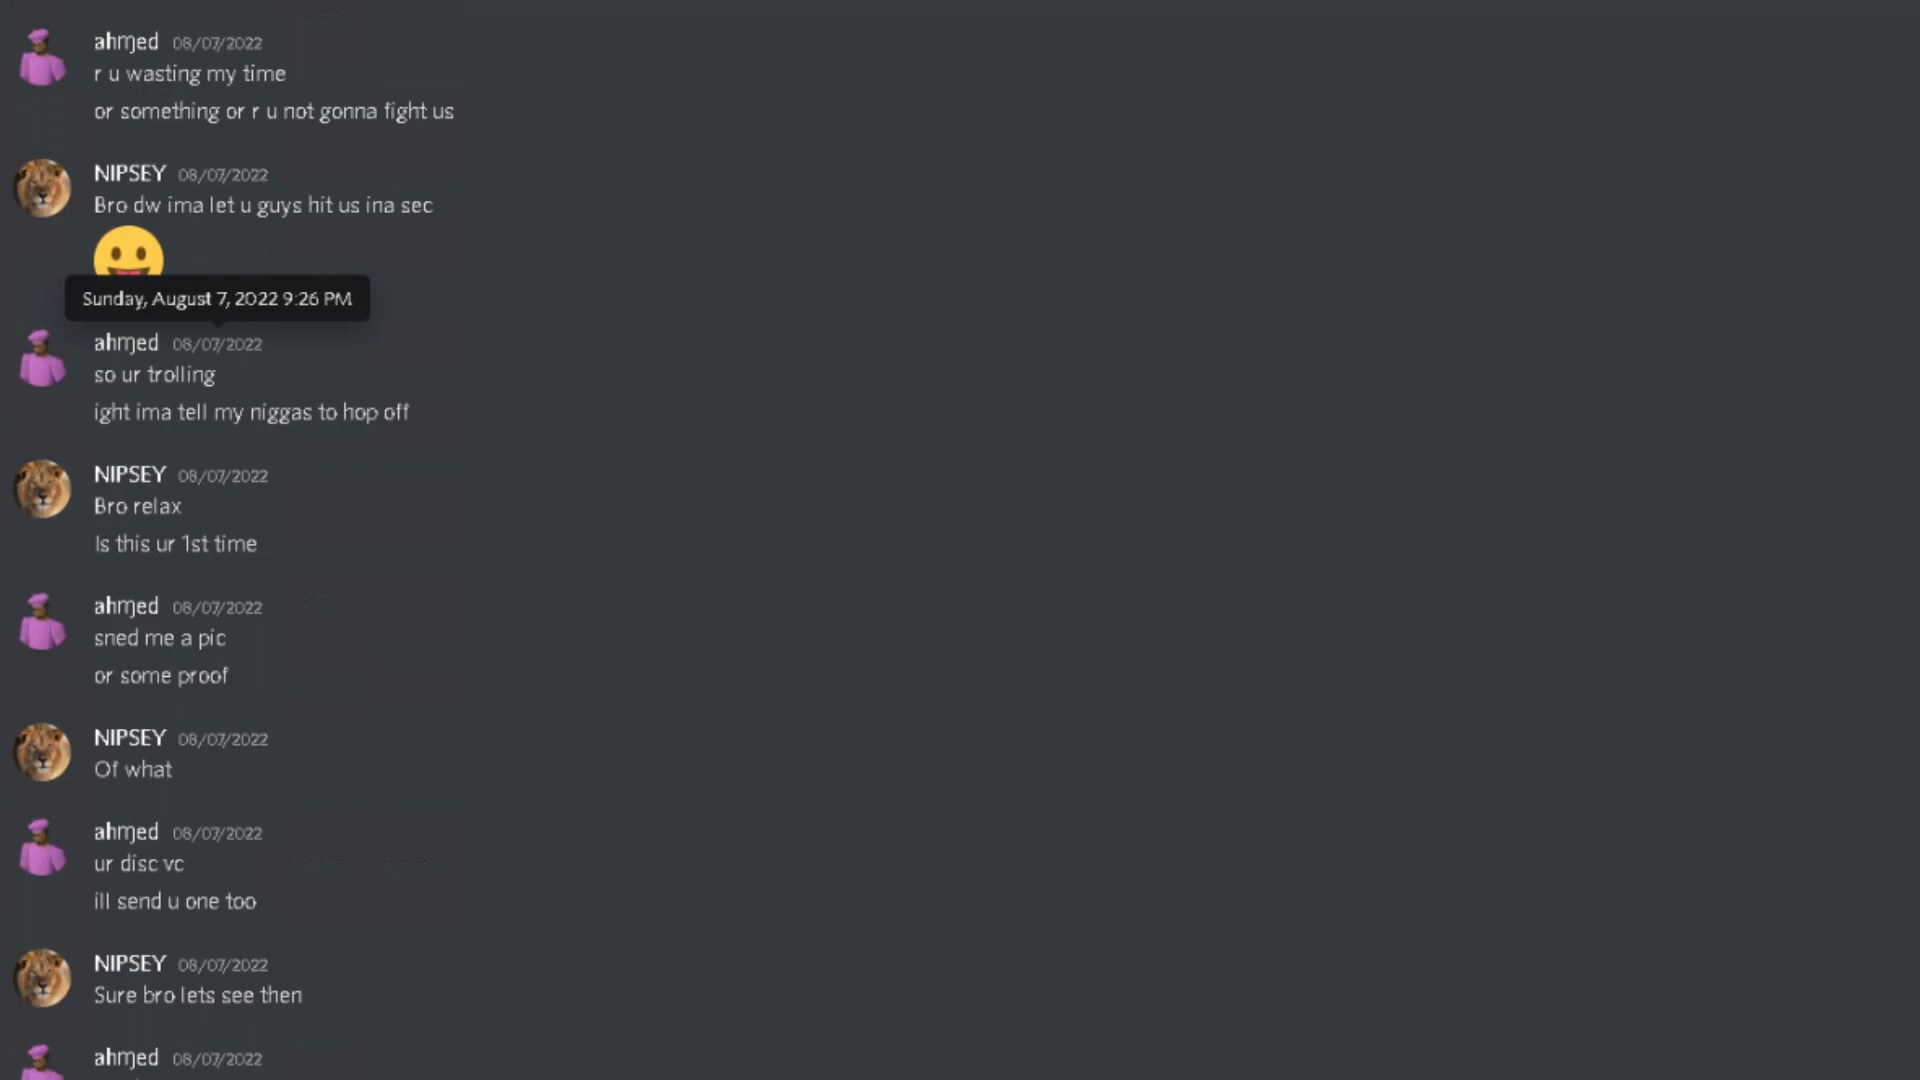 ahɱed 08/07/2022
r u wasting my time
or something or r u not gonna fight us
NIPSEY 08/07/2022
Bro dw ima let u guys hit us ina sec
Sunday, August 7, 2022 9:26 PM
ahɱed 08/07/2022
so ur trolling
ight ima tell my niggas to hop off
NIPSEY 08/07/2022
Bro relax
Is this ur 1st time
ahɱed 08/07/2022
sned me a pic
or some proof
NIPSEY 08/07/2022
Of what
ahɱed 08/07/2022
ur disc vc
ill send u one too
NIPSEY 08/07/2022
Sure bro lets see then
ahɱed 08/07/2022